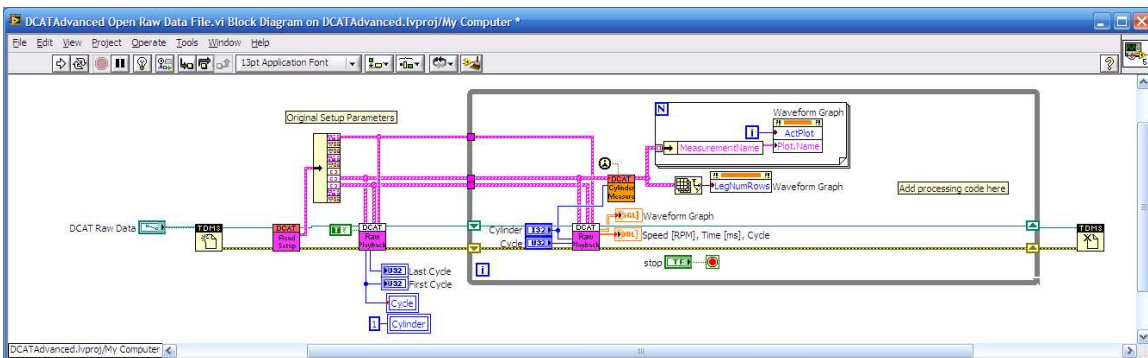 DCATAdvanced Open Raw Data File.vi Block Diagram on DCATAdvanced.lvproj/My Computer *
File Edit View Project Operate Tools Window Help
13pt Application Font
Original Setup Parameters
N
Waveform Graph
i
ActPlot
MeasurementName
Plot.Name
DCAT
Cylinder
Measure
LegNumRows
Waveform Graph
Add processing code here
DCAT Raw Data
TDMS
DCAT
Read
Setup
T F
DCAT
Raw
Playback
Cylinder
I32
Cycle
U32
DCAT
Raw
Playback
DBL
Waveform Graph
DBL
Speed [RPM], Time [ms], Cycle
TDMS
stop
TF
i
U32
Last Cycle
U32
First Cycle
Cycle
1
Cylinder
DCATAdvanced.lvproj/My Computer